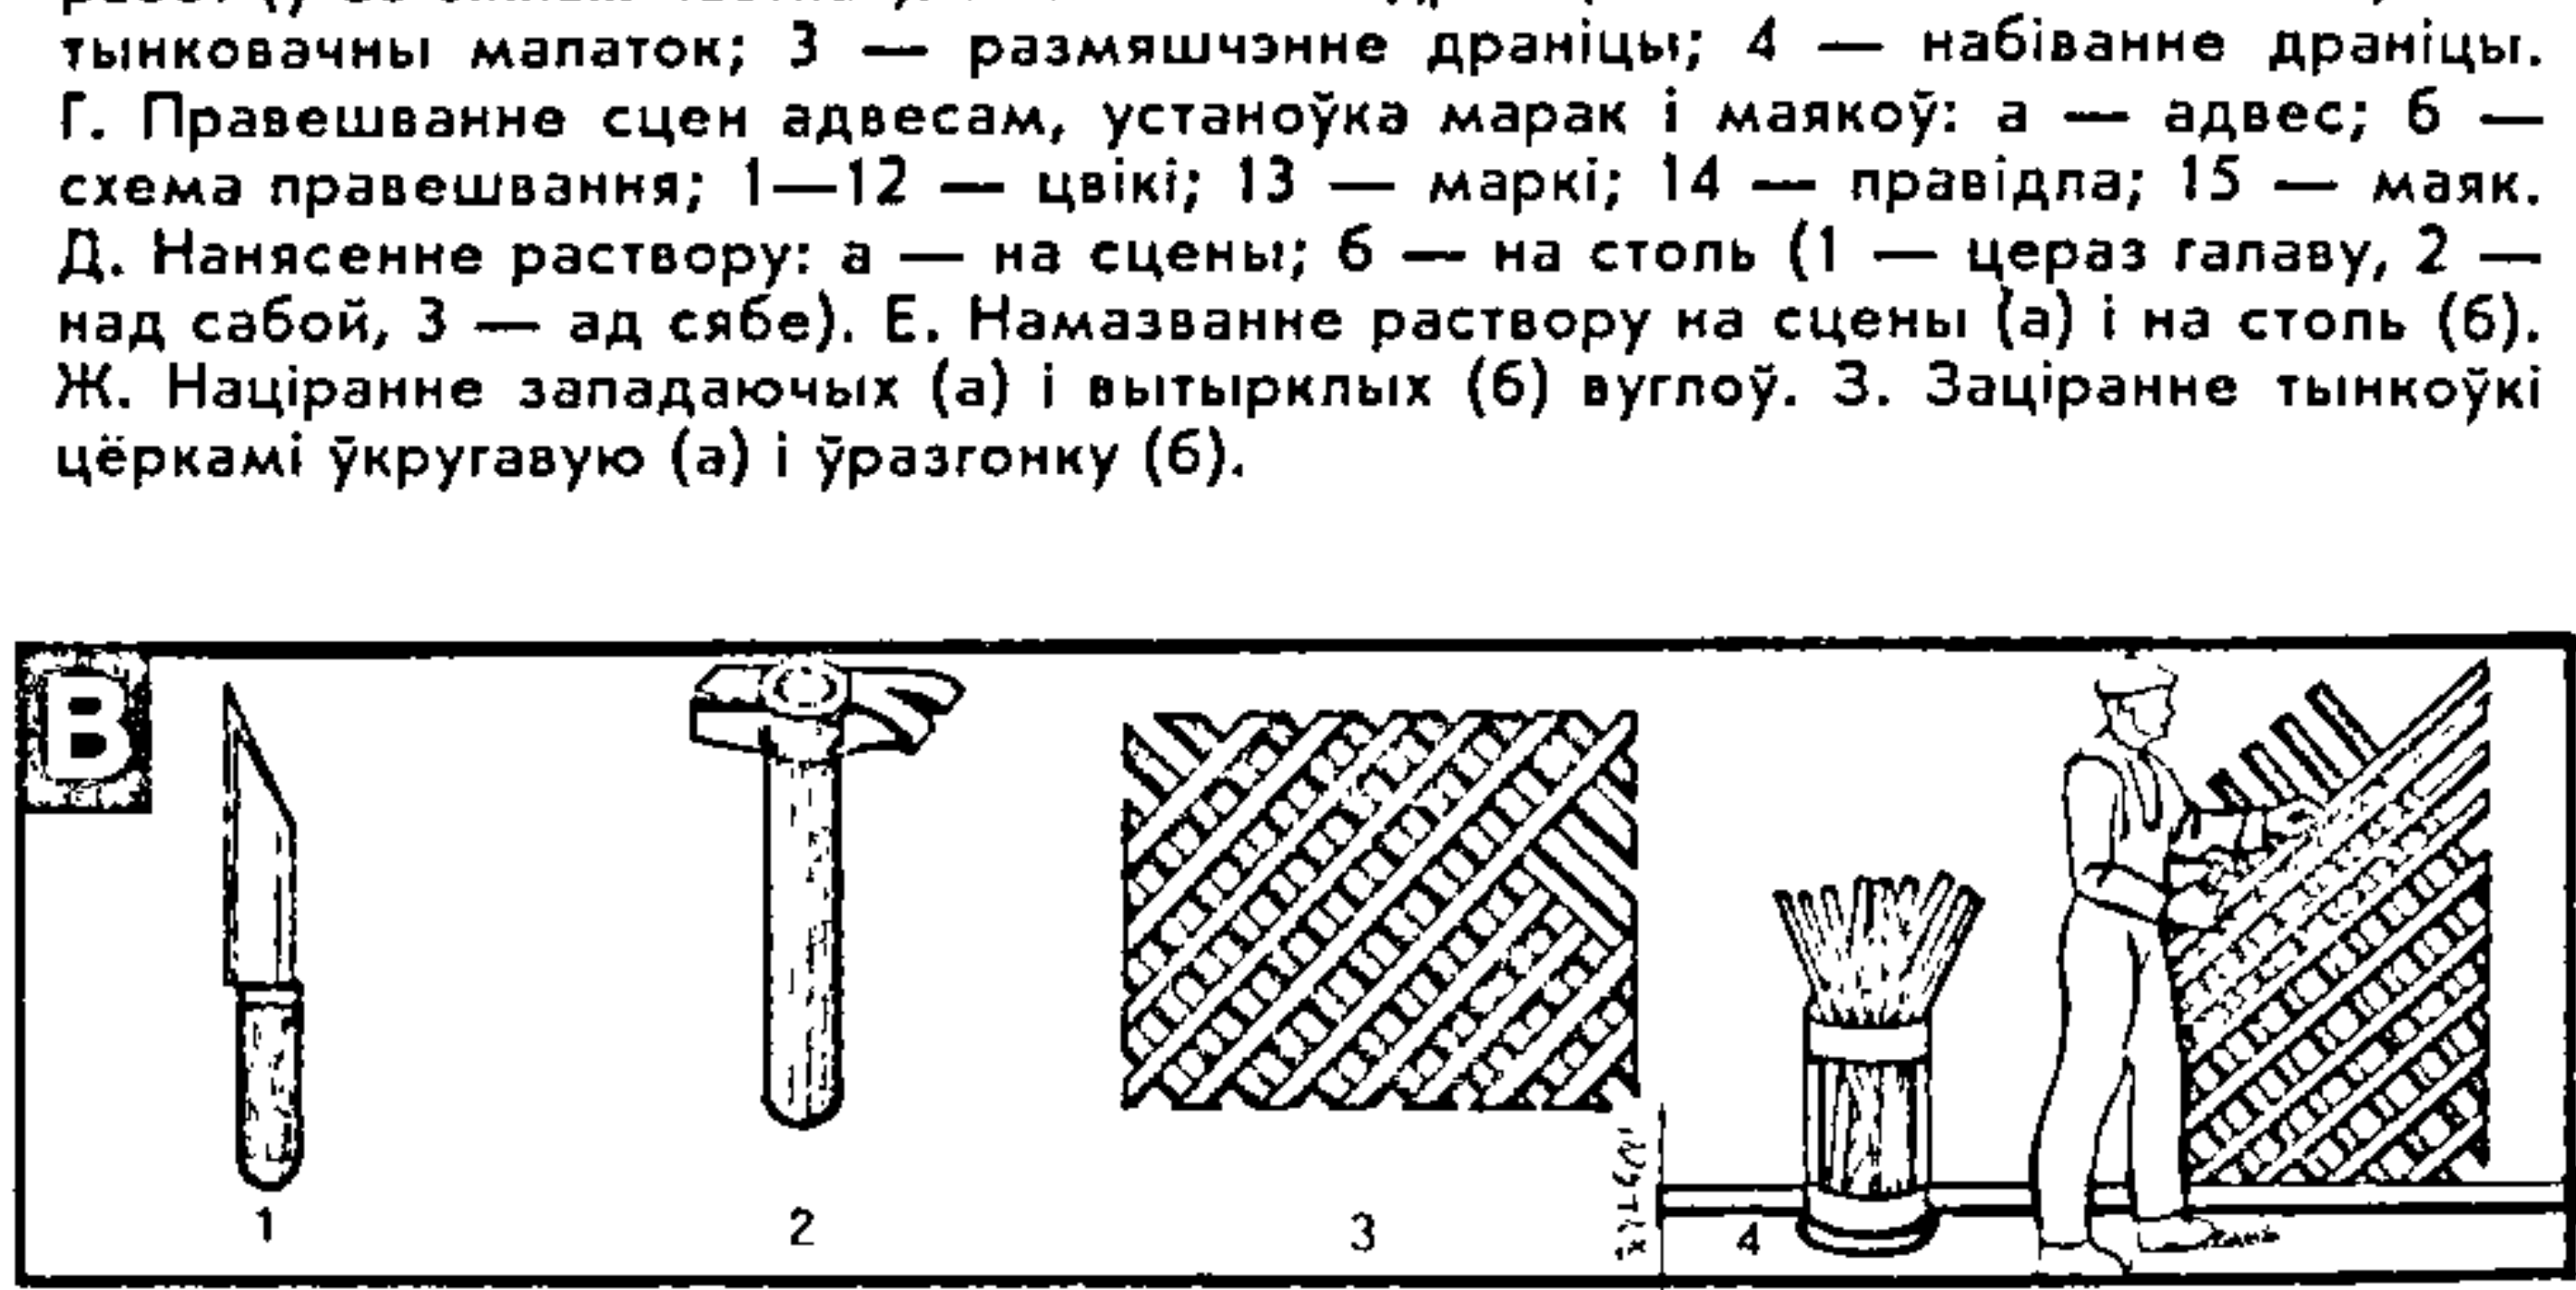 тынковачны малаток; 3 — размяшчэнне драніцы; 4 — набіванне драніцы.
Г. Правешванне сцен адвесам, устаноўка марак і маякоў: а — адвес; б —
схема правешвання; 1—12 — цвікі; 13 — маркі; 14 — правідла; 15 — маяк.
Д. Нанясенне раствору: а — на сцены; б — на столь (1 — цераз галаву, 2 —
над сабой, 3 — ад сябе). Е. Намазванне раствору на сцены (а) і на столь (б).
Ж. Націранне западаючых (а) і вытырклых (б) вуглоў. З. Заціранне тынкоўкі
цёркамі ўкругавую (а) і ўразгонку (б).
В
1 2 3 4